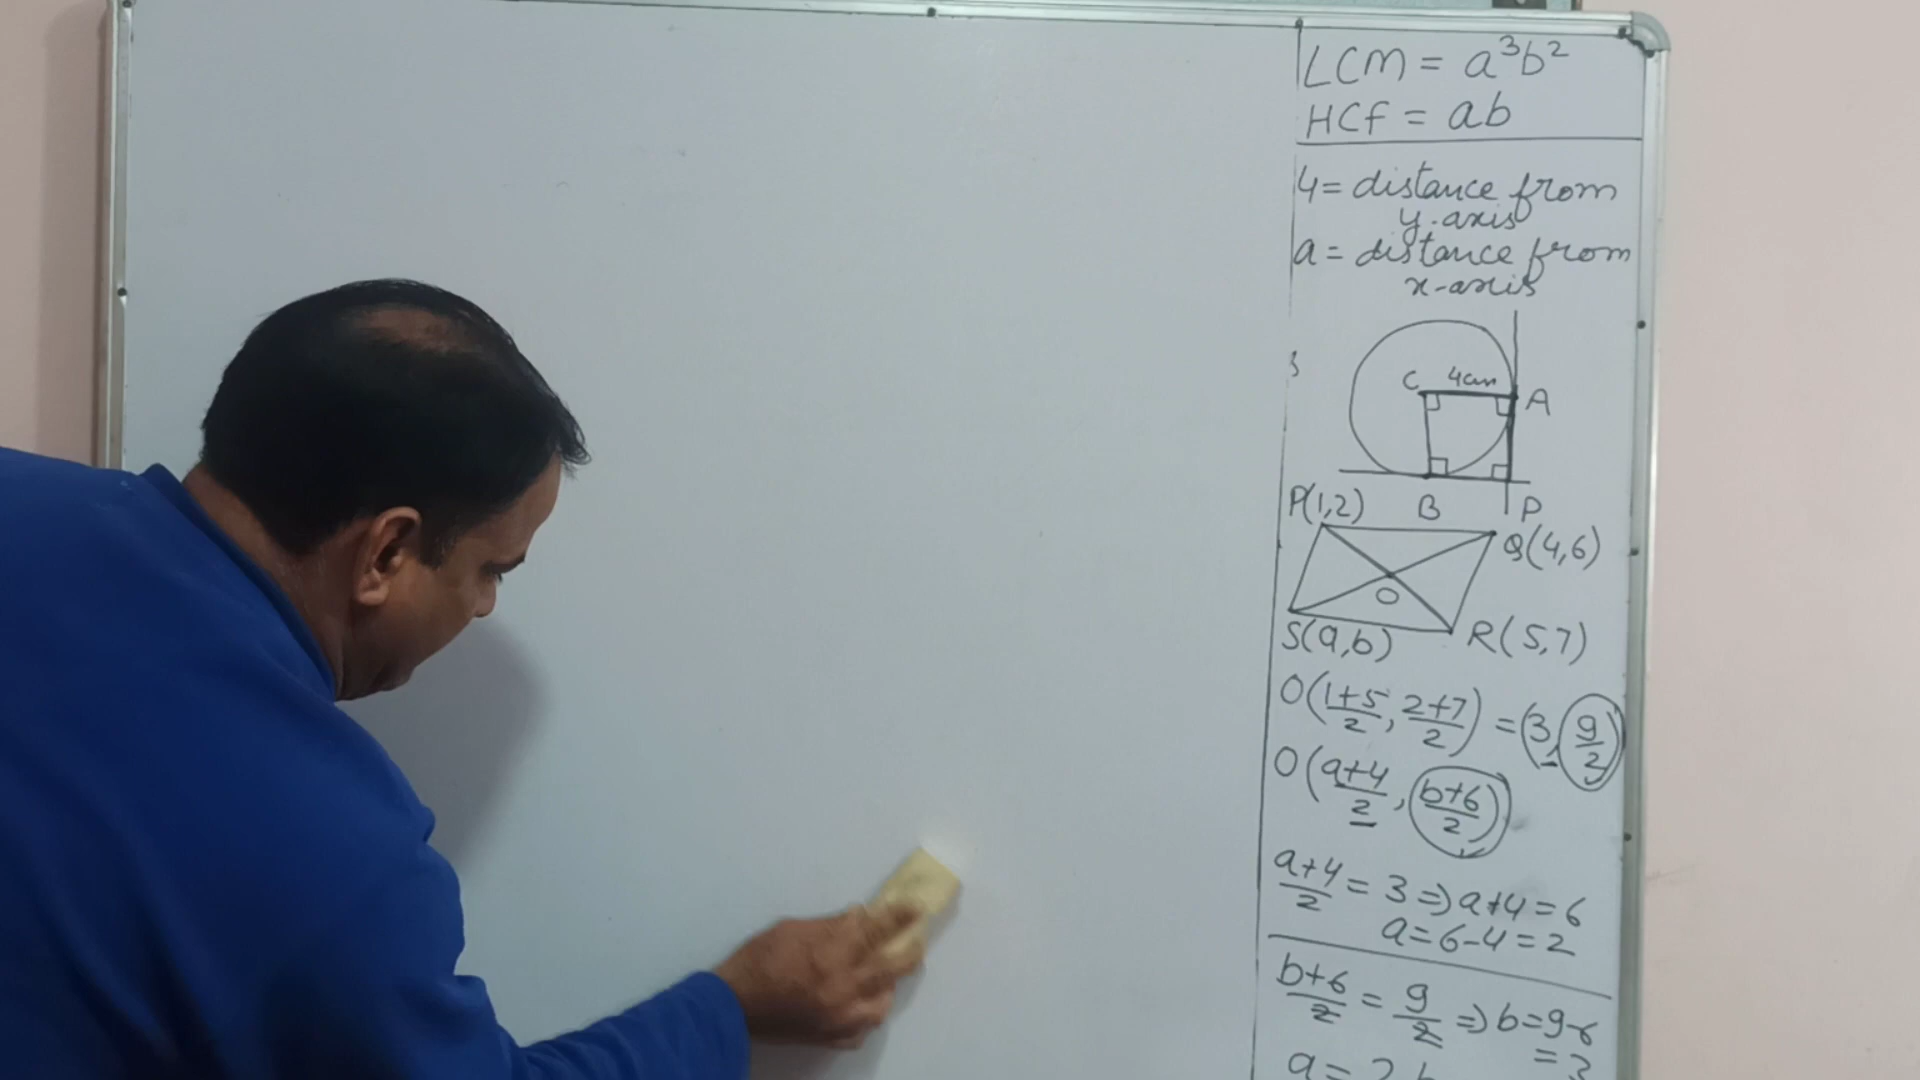 LCM = a³b²
HCf = ab
4 = distance from
y-axis
a = distance from
x-axis
C 4cm A
B P
P(1,2)
Q(4,6)
O
S(a,b) R(5,7)
O(1+5/2, 2+7/2) = (3, 9/2)
O(a+4/2, b+6/2)
a+4/2 = 3 ⇒ a+4 = 6
a = 6-4 = 2
b+6/2 = 9/2 ⇒ b = 9-6
= 3
a = 2